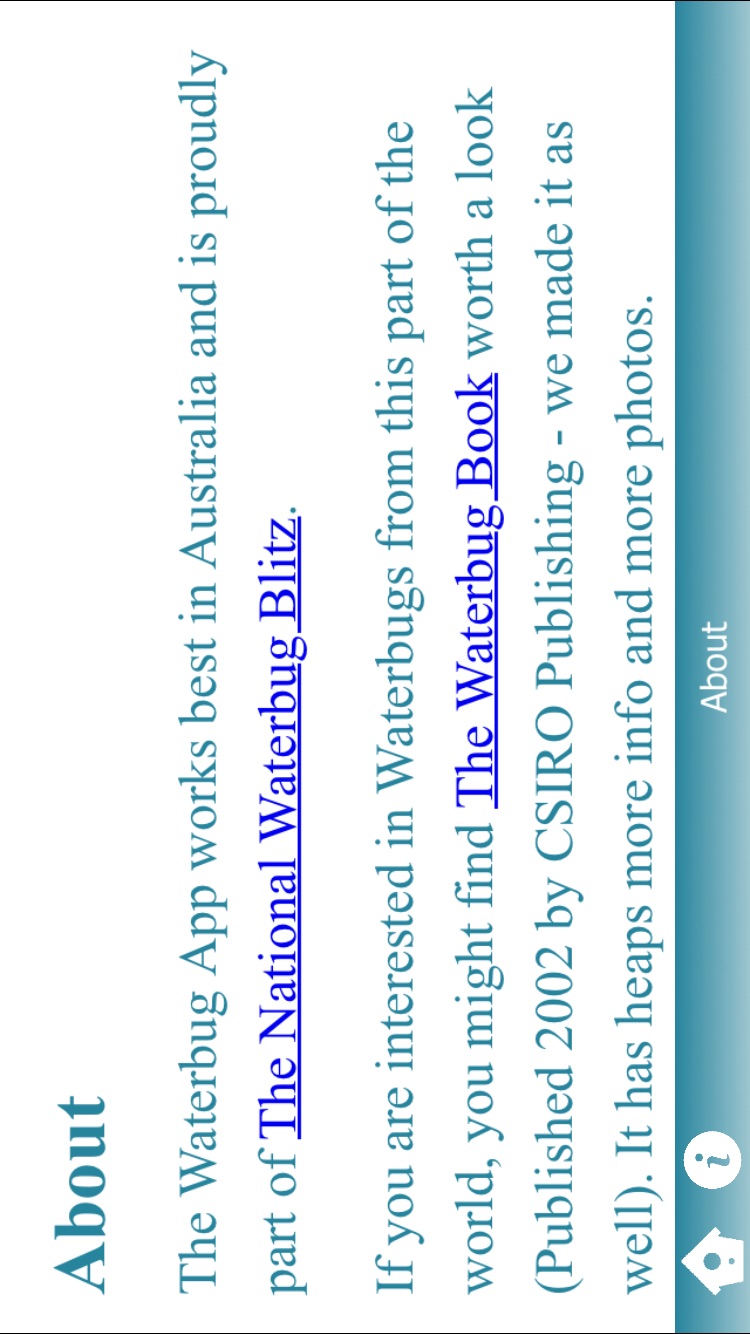 About
The Waterbug App works best in Australia and is proudly
part of The National Waterbug Blitz.
If you are interested in Waterbugs from this part of the
world, you might find The Waterbug Book worth a look
(Published 2002 by CSIRO Publishing - we made it as
well). It has heaps more info and more photos.
i About